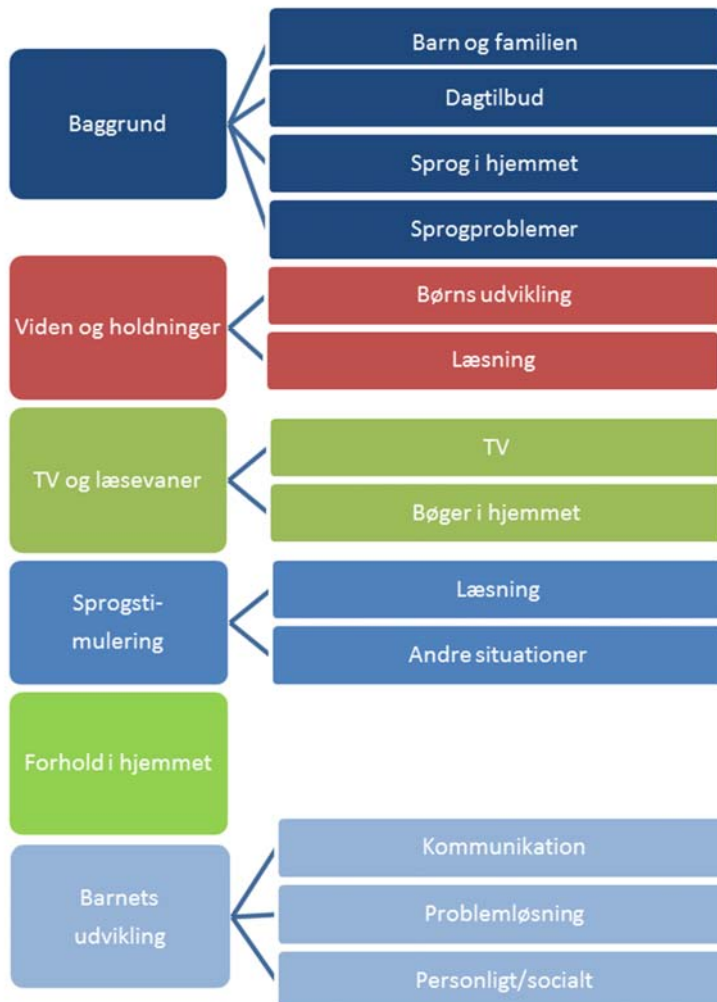 Baggrund
Barn og familien
Dagtilbud
Sprog i hjemmet
Sprogproblemer
Viden og holdninger
Børns udvikling
Læsning
TV og læsevaner
TV
Bøger i hjemmet
Sprogsti-
mulering
Læsning
Andre situationer
Forhold i hjemmet
Barnets
udvikling
Kommunikation
Problemløsning
Personligt/socialt